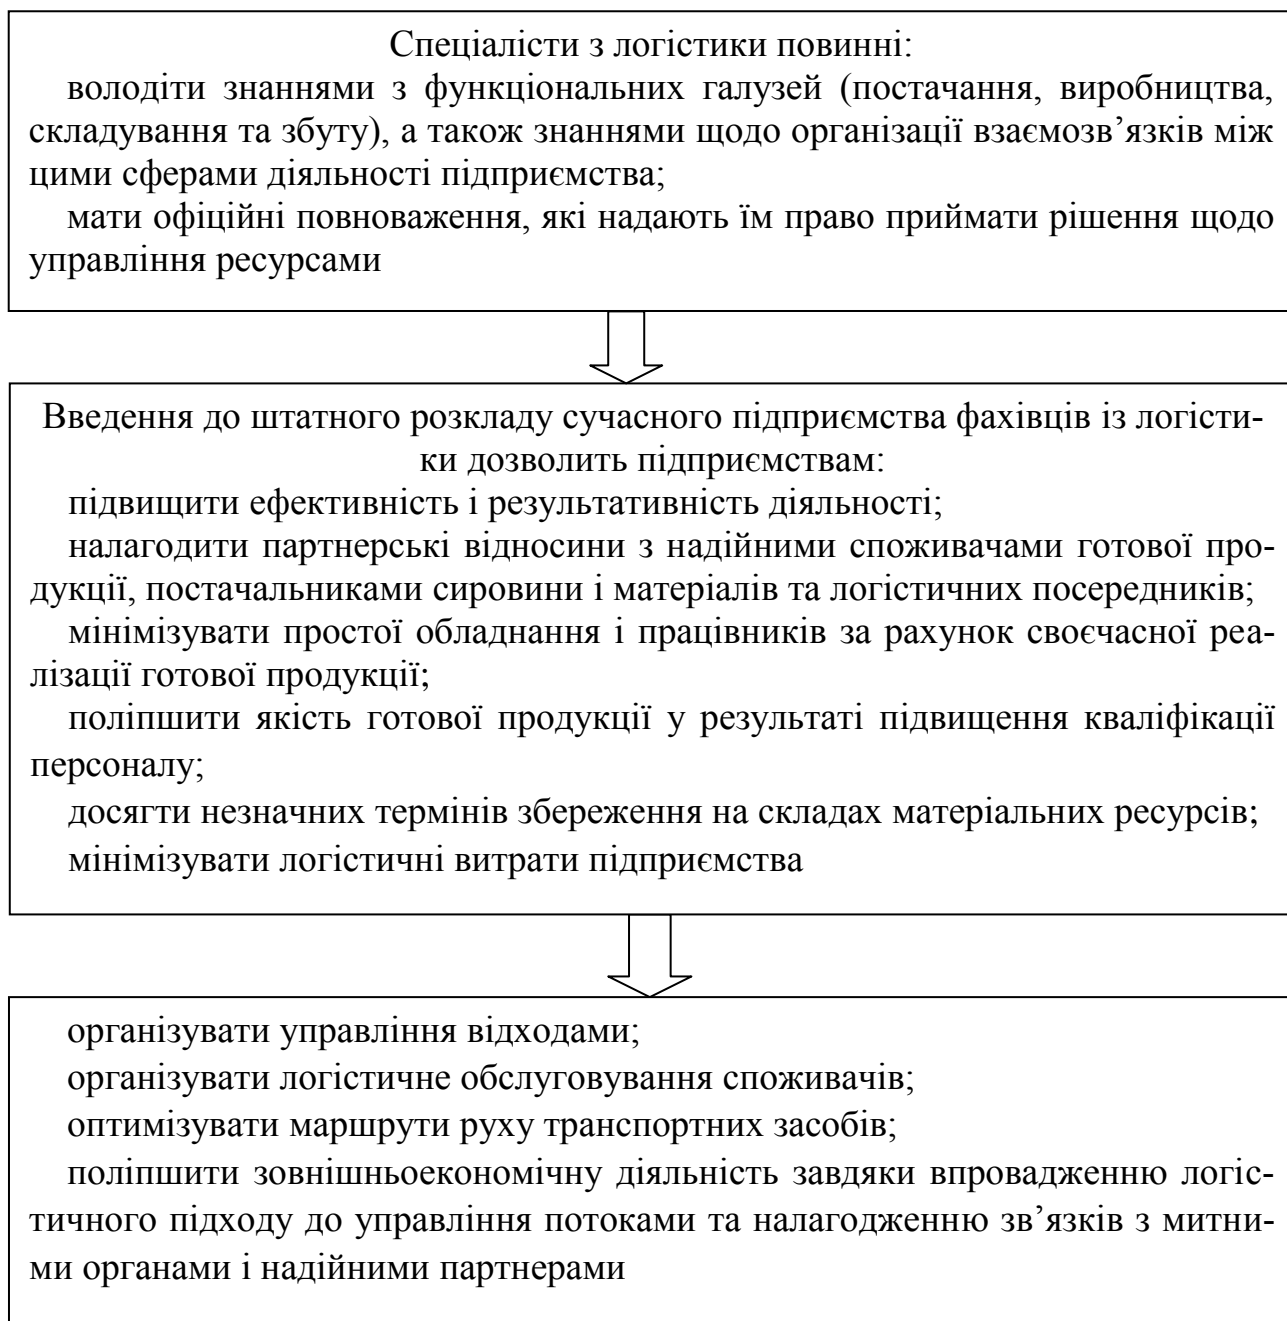 Спеціалісти з логістики повинні:
володіти знаннями з функціональних галузей (постачання, виробництва,
складування та збуту), а також знаннями щодо організації взаємозв’язків між
цими сферами діяльності підприємства;
мати офіційні повноваження, які надають їм право приймати рішення щодо
управління ресурсами
Введення до штатного розкладу сучасного підприємства фахівців із логісти-
ки дозволить підприємствам:
підвищити ефективність і результативність діяльності;
налагодити партнерські відносини з надійними споживачами готової про-
дукції, постачальниками сировини і матеріалів та логістичних посередників;
мінімізувати простої обладнання і працівників за рахунок своєчасної реа-
лізації готової продукції;
поліпшити якість готової продукції у результаті підвищення кваліфікації
персоналу;
досягти незначних термінів збереження на складах матеріальних ресурсів;
мінімізувати логістичні витрати підприємства
організувати управління відходами;
організувати логістичне обслуговування споживачів;
оптимізувати маршрути руху транспортних засобів;
поліпшити зовнішньоекономічну діяльність завдяки впровадженню логіс-
тичного підходу до управління потоками та налагодженню зв’язків з митни-
ми органами і надійними партнерами